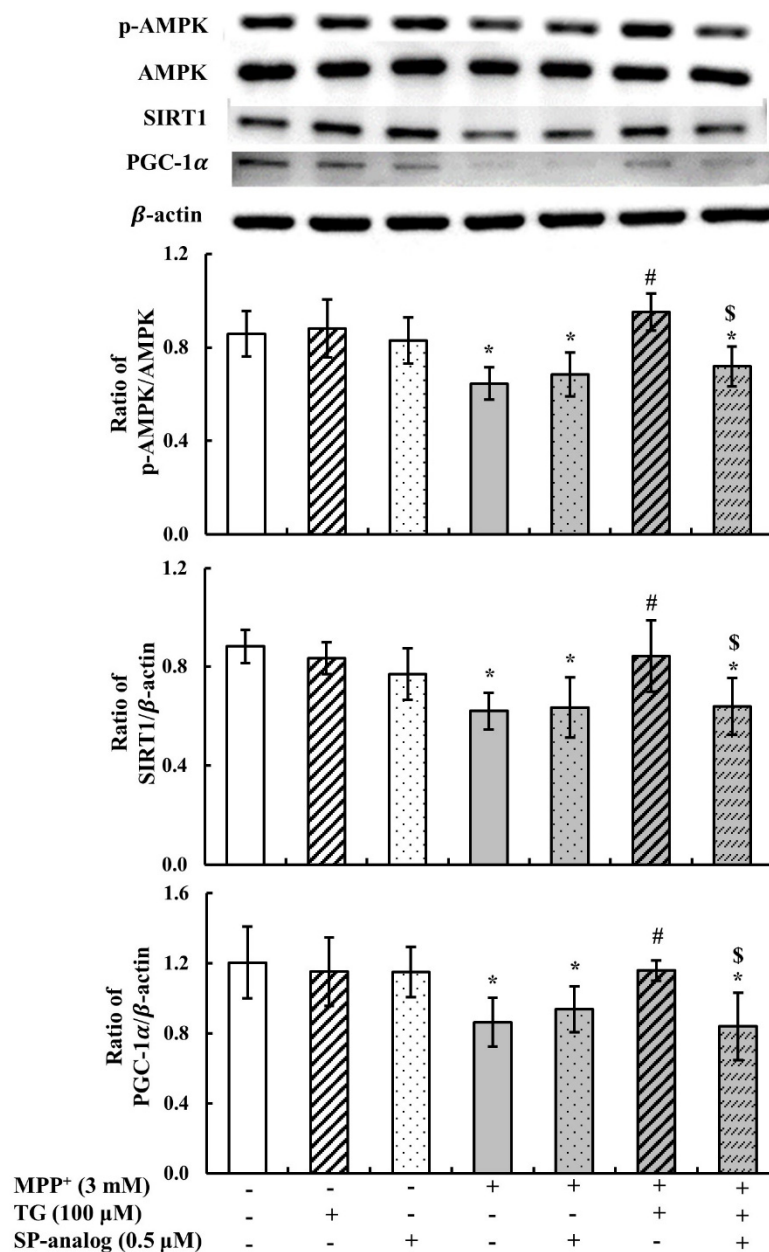 p-AMPK
AMPK
SIRT1
PGC-1α
β-actin
1.2
0.8
0.4
0.0
Ratio of
p-AMPK/AMPK
* * # $ *
1.2
0.8
0.4
0.0
Ratio of
SIRT1/β-actin
* * # $ *
1.6
1.2
0.8
0.4
0.0
Ratio of
PGC-1α/β-actin
* * # $ *
MPP⁺ (3 mM) - - - + + + +
TG (100 μM) - + - - - + +
SP-analog (0.5 μM) - - + - + - +